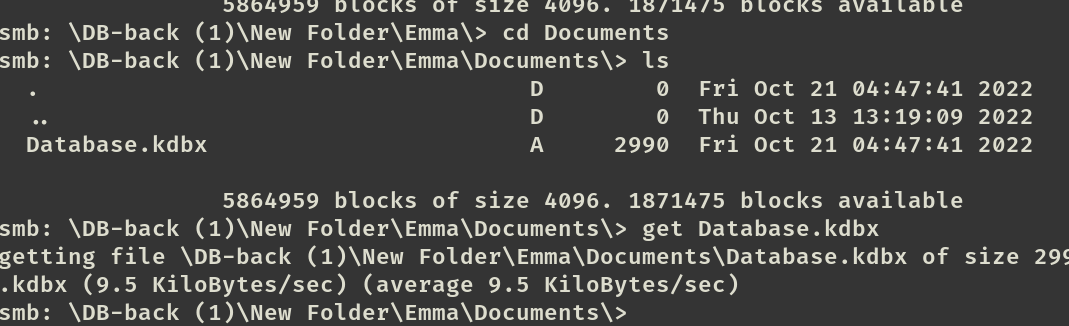 5864959 blocks of size 4096. 1871475 blocks available
smb: \DB-back (1)\New Folder\Emma\> cd Documents
smb: \DB-back (1)\New Folder\Emma\Documents\> ls
. D 0 Fri Oct 21 04:47:41 2022
.. D 0 Thu Oct 13 13:19:09 2022
Database.kdbx A 2990 Fri Oct 21 04:47:41 2022
5864959 blocks of size 4096. 1871475 blocks available
smb: \DB-back (1)\New Folder\Emma\Documents\> get Database.kdbx
getting file \DB-back (1)\New Folder\Emma\Documents\Database.kdbx of size 299
.kdbx (9.5 KiloBytes/sec) (average 9.5 KiloBytes/sec)
smb: \DB-back (1)\New Folder\Emma\Documents\>